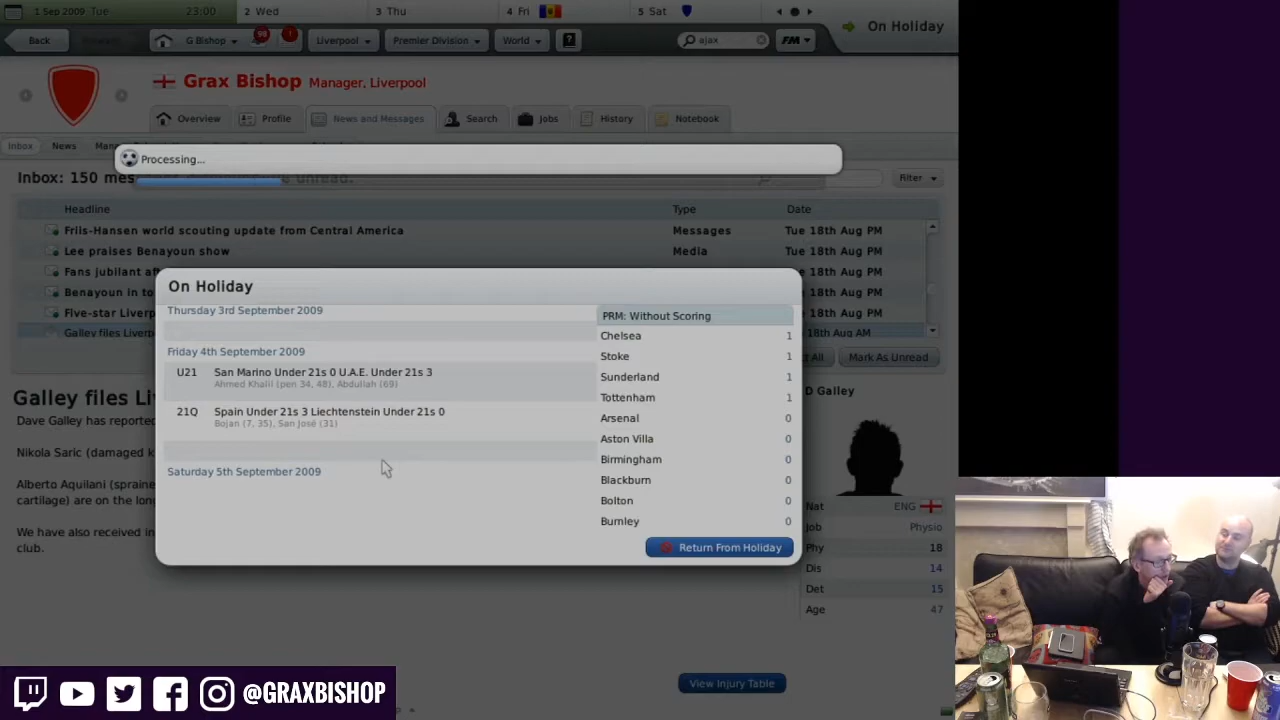 1 Sep 2009 Tue 23:00 2 Wed 3 Thu 4 Fri 5 Sat
Back Forward G Bishop 1 Liverpool Premier Division World ? ajax FM On Holiday
Grax Bishop Manager, Liverpool
Overview Profile News and Messages Search Jobs History Notebook
Inbox News
Processing...
Inbox: 150 unread. Filter
Headline Type Date
Friis-Hansen world scouting update from Central America Messages Tue 18th Aug PM
Lee praises Benayoun show Media Tue 18th Aug PM
Fans jubilant Tue 18th Aug PM
Benayoun in Tue 18th Aug PM
Five-star Tue 18th Aug PM
Galley files 18th Aug AM
All Mark As Unread
On Holiday
Thursday 3rd September 2009
Friday 4th September 2009
U21 San Marino Under 21s 0 U.A.E. Under 21s 3
Ahmed Khalil (pen 34, 48), Abdullah (69)
21Q Spain Under 21s 3 Liechtenstein Under 21s 0
Bojan (7, 35), San José (31)
Saturday 5th September 2009
PRM: Without Scoring
Chelsea 1
Stoke 1
Sunderland 1
Tottenham 1
Arsenal 0
Aston Villa 0
Birmingham 0
Blackburn 0
Bolton 0
Burnley 0
Return From Holiday
Galley files
Dave Galley has reported
Nikola Saric (damaged
Alberto Aquilani
cartilage) are on the
We have also received
club.
D Galley
Nat ENG
Job Physio
Phy 18
Dis 14
Det 15
Age 47
View Injury Table
@GRAXBISHOP